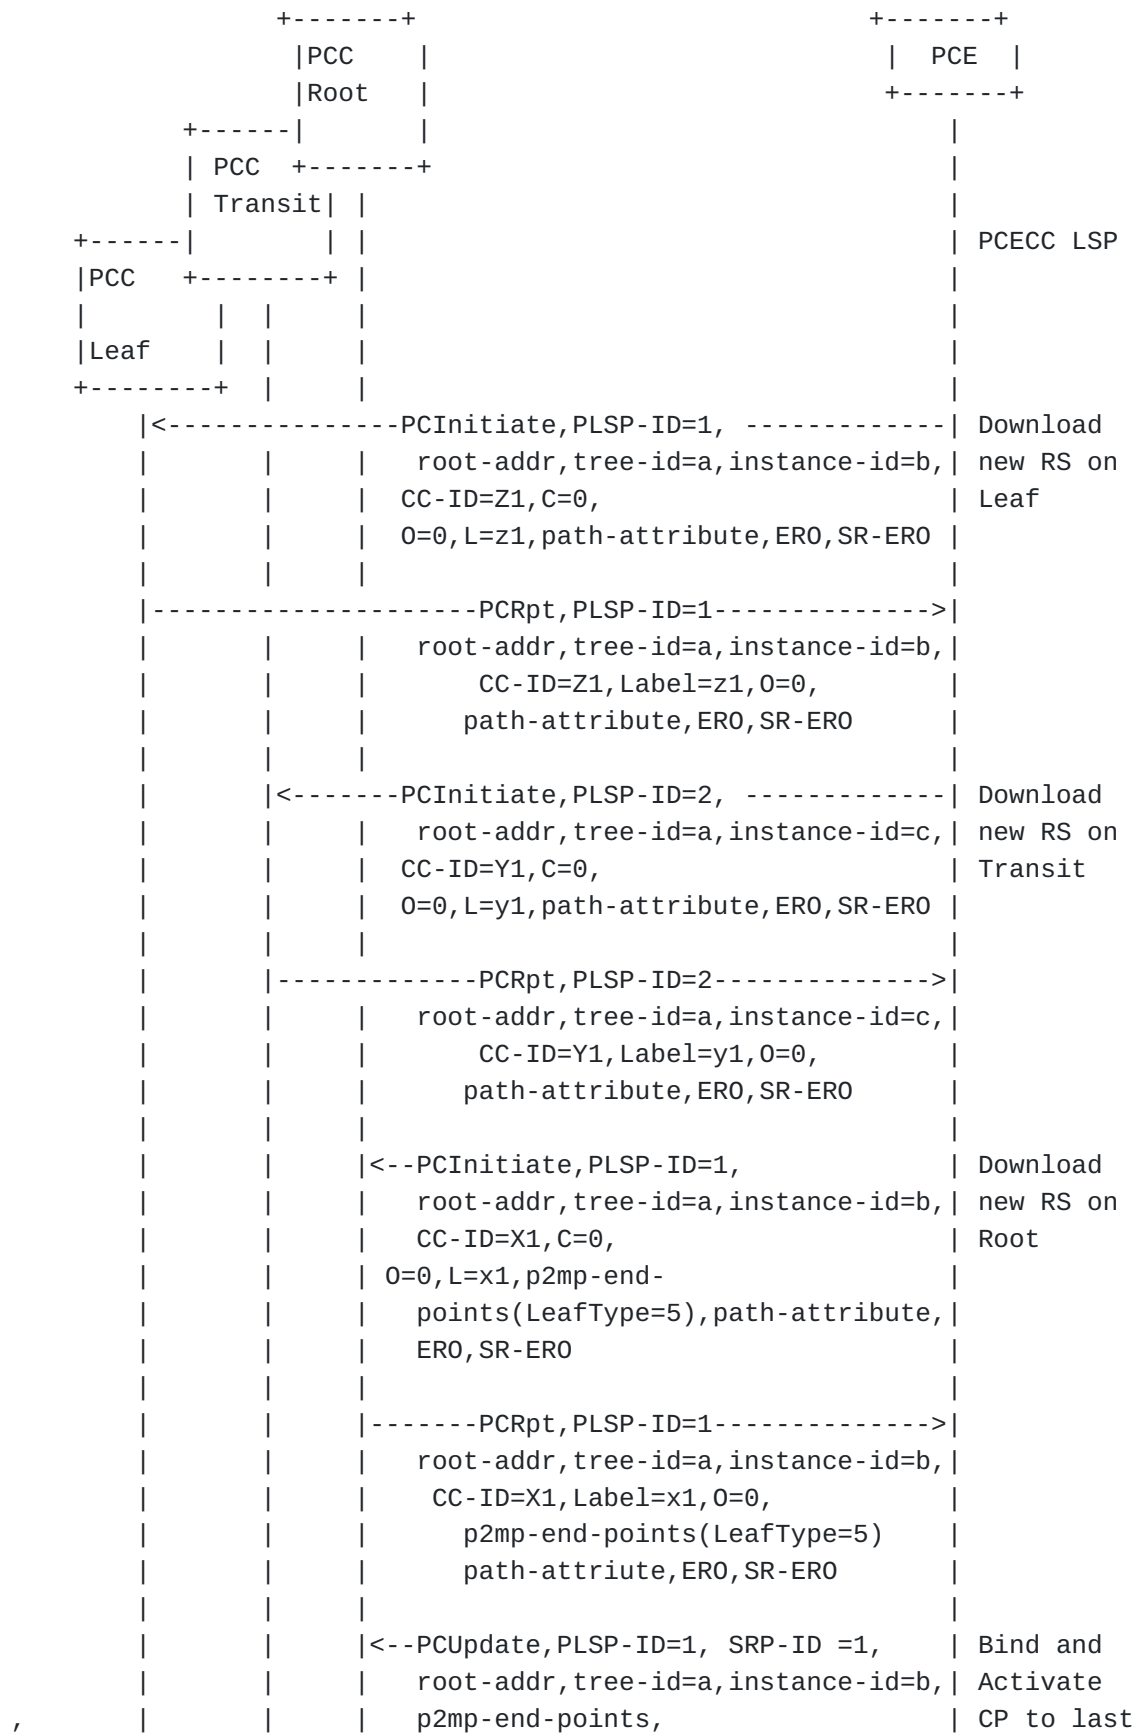 +-------+                             +-------+
                  |PCC    |                             |  PCE  |
                  |Root   |                             +-------+
           +------|       |                                 |
           | PCC  +-------+                                 |
           | Transit| |                                     |
    +------|        | |                                     | PCECC LSP
    |PCC   +--------+ |                                     |
    |        |  |     |                                     |
    |Leaf    |  |     |                                     |
    +--------+  |     |                                     |
        |<---------------PCInitiate,PLSP-ID=1, -------------| Download
        |       |     |   root-addr,tree-id=a,instance-id=b,| new RS on
        |       |     |  CC-ID=Z1,C=0,                      | Leaf
        |       |     |  O=0,L=z1,path-attribute,ERO,SR-ERO |
        |       |     |                                     |
        |---------------------PCRpt,PLSP-ID=1-------------->|
        |       |     |   root-addr,tree-id=a,instance-id=b,|
        |       |     |       CC-ID=Z1,Label=z1,O=0,        |
        |       |     |      path-attribute,ERO,SR-ERO      |
        |       |     |                                     |
        |       |<-------PCInitiate,PLSP-ID=2, -------------| Download
        |       |     |   root-addr,tree-id=a,instance-id=c,| new RS on
        |       |     |  CC-ID=Y1,C=0,                      | Transit
        |       |     |  O=0,L=y1,path-attribute,ERO,SR-ERO |
        |       |     |                                     |
        |       |-------------PCRpt,PLSP-ID=2-------------->|
        |       |     |   root-addr,tree-id=a,instance-id=c,|
        |       |     |       CC-ID=Y1,Label=y1,O=0,        |
        |       |     |      path-attribute,ERO,SR-ERO      |
        |       |     |                                     |
        |       |     |<--PCInitiate,PLSP-ID=1,             | Download
        |       |     |   root-addr,tree-id=a,instance-id=b,| new RS on
        |       |     |   CC-ID=X1,C=0,                     | Root
        |       |     | O=0,L=x1,p2mp-end-                  |
        |       |     |   points(LeafType=5),path-attribute,|
        |       |     |   ERO,SR-ERO                        |
        |       |     |                                     |
        |       |     |-------PCRpt,PLSP-ID=1-------------->|
        |       |     |   root-addr,tree-id=a,instance-id=b,|
        |       |     |    CC-ID=X1,Label=x1,O=0,           |
        |       |     |      p2mp-end-points(LeafType=5)    |
        |       |     |      path-attriute,ERO,SR-ERO       |
        |       |     |                                     |
        |       |     |<--PCUpdate,PLSP-ID=1, SRP-ID =1,    | Bind and
        |       |     |   root-addr,tree-id=a,instance-id=b,| Activate
,       |       |     |   p2mp-end-points,                  | CP to last